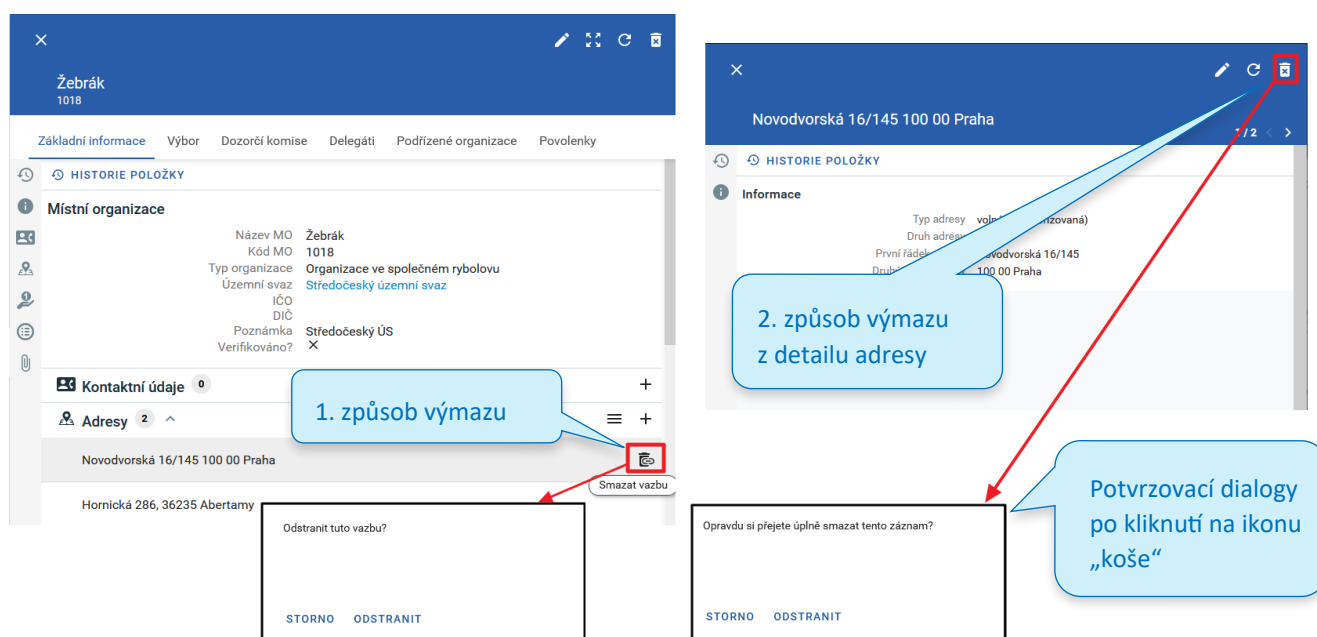 Žebrák
1018
Základní informace Výbor Dozorčí komise Delegáti Podřízené organizace Povolenky
HISTORIE POLOŽKY
Místní organizace
Název MO Žebrák
Kód MO 1018
Typ organizace Organizace ve společném rybolovu
Územní svaz Středočeský územní svaz
IČO
DIČ
Poznámka Středočeský ÚS
Verifikováno?
Kontaktní údaje 0
Adresy 2
1. způsob výmazu
Novodvorská 16/145 100 00 Praha
Smazat vazbu
Hornická 286, 36235 Abertamy
Odstranit tuto vazbu?
STORNO ODSTRANIT
Novodvorská 16/145 100 00 Praha
1/2
HISTORIE POLOŽKY
Informace
Typ adresy
Druh adresy
První řádek
Novodvorská 16/145
100 00 Praha
2. způsob výmazu
z detailu adresy
Opravdu si přejete úplně smazat tento záznam?
STORNO ODSTRANIT
Potvrzovací dialogy
po kliknutí na ikonu
„koše“